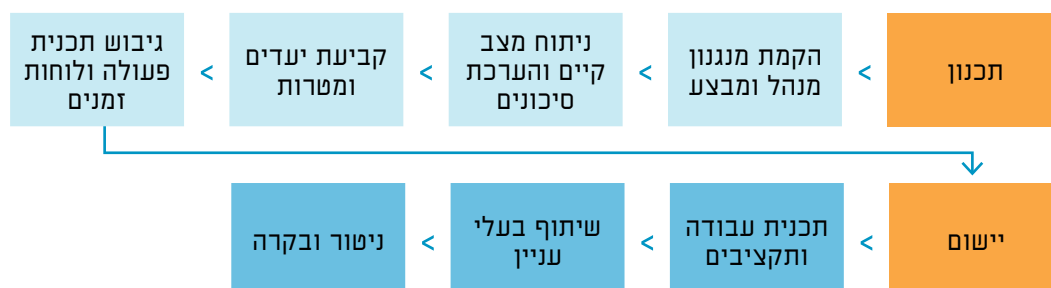 תכנון
הקמת מנגנון
מנהל ומבצע
ניתוח מצב
קיים והערכת
סיכונים
קביעת יעדים
ומטרות
גיבוש תכנית
פעולה ולוחות
זמנים
יישום
תכנית עבודה
ותקציבים
שיתוף בעלי
עניין
ניטור ובקרה